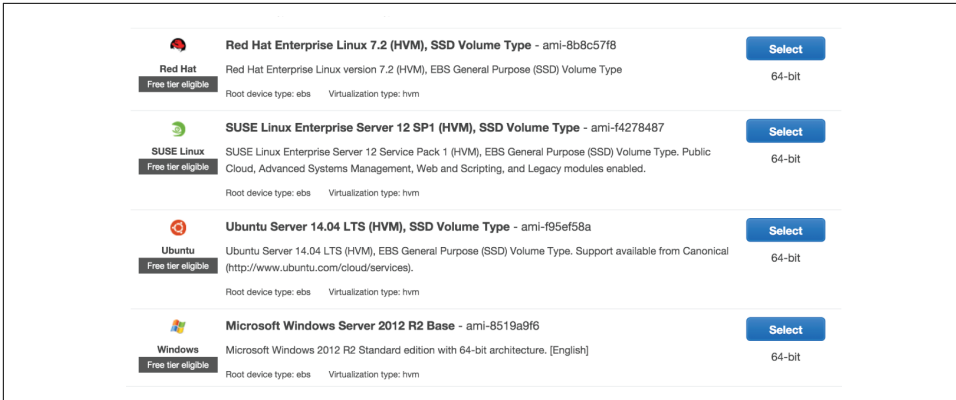 Red Hat Enterprise Linux 7.2 (HVM), SSD Volume Type - ami-8b8c57f8
Select
Red Hat
Free tier eligible
Red Hat Enterprise Linux version 7.2 (HVM), EBS General Purpose (SSD) Volume Type
64-bit
Root device type: ebs Virtualization type: hvm
SUSE Linux Enterprise Server 12 SP1 (HVM), SSD Volume Type - ami-f4278487
Select
SUSE Linux
Free tier eligible
SUSE Linux Enterprise Server 12 Service Pack 1 (HVM), EBS General Purpose (SSD) Volume Type. Public
Cloud, Advanced Systems Management, Web and Scripting, and Legacy modules enabled.
64-bit
Root device type: ebs Virtualization type: hvm
Ubuntu Server 14.04 LTS (HVM), SSD Volume Type - ami-f95ef58a
Select
Ubuntu
Free tier eligible
Ubuntu Server 14.04 LTS (HVM), EBS General Purpose (SSD) Volume Type. Support available from Canonical
(http://www.ubuntu.com/cloud/services).
64-bit
Root device type: ebs Virtualization type: hvm
Microsoft Windows Server 2012 R2 Base - ami-8519a9f6
Select
Windows
Free tier eligible
Microsoft Windows 2012 R2 Standard edition with 64-bit architecture. [English]
64-bit
Root device type: ebs Virtualization type: hvm